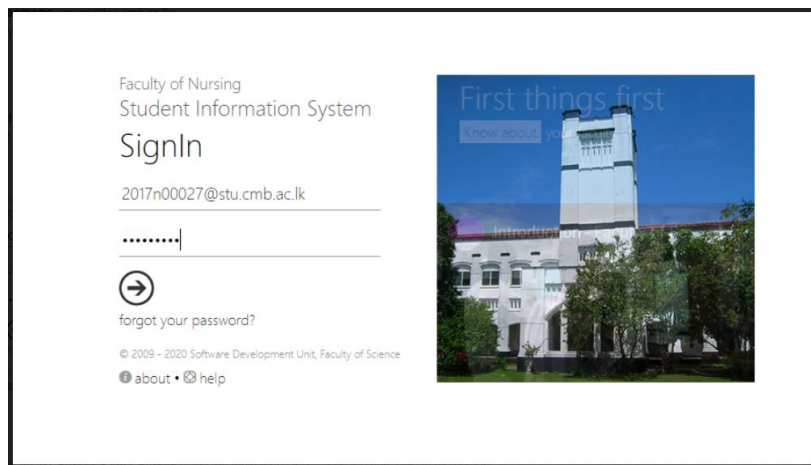 Faculty of Nursing
Student Information System
SignIn
2017n00027@stu.cmb.ac.lk
•••••••••
forgot your password?
© 2009 - 2020 Software Development Unit, Faculty of Science
about • help
First things first
Know about your
Introduction